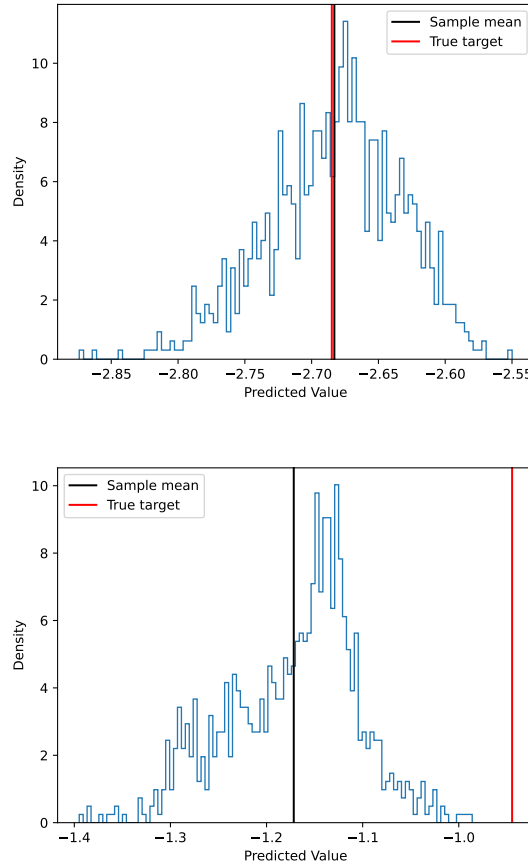 Sample mean
True target
10
8
6
4
2
0
Density
−2.85 −2.80 −2.75 −2.70 −2.65 −2.60 −2.55
Predicted Value
Sample mean
True target
10
8
6
4
2
0
Density
−1.4 −1.3 −1.2 −1.1 −1.0
Predicted Value